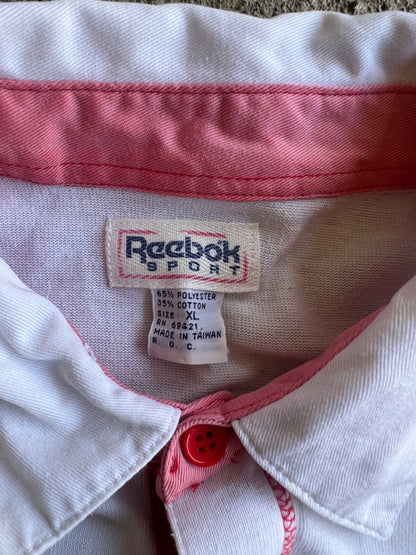 Reebok
SPORT
65% POLYESTER
35% COTTON
SIZE: XL
RN 69421.
MADE IN TAIWAN
R. O. C.